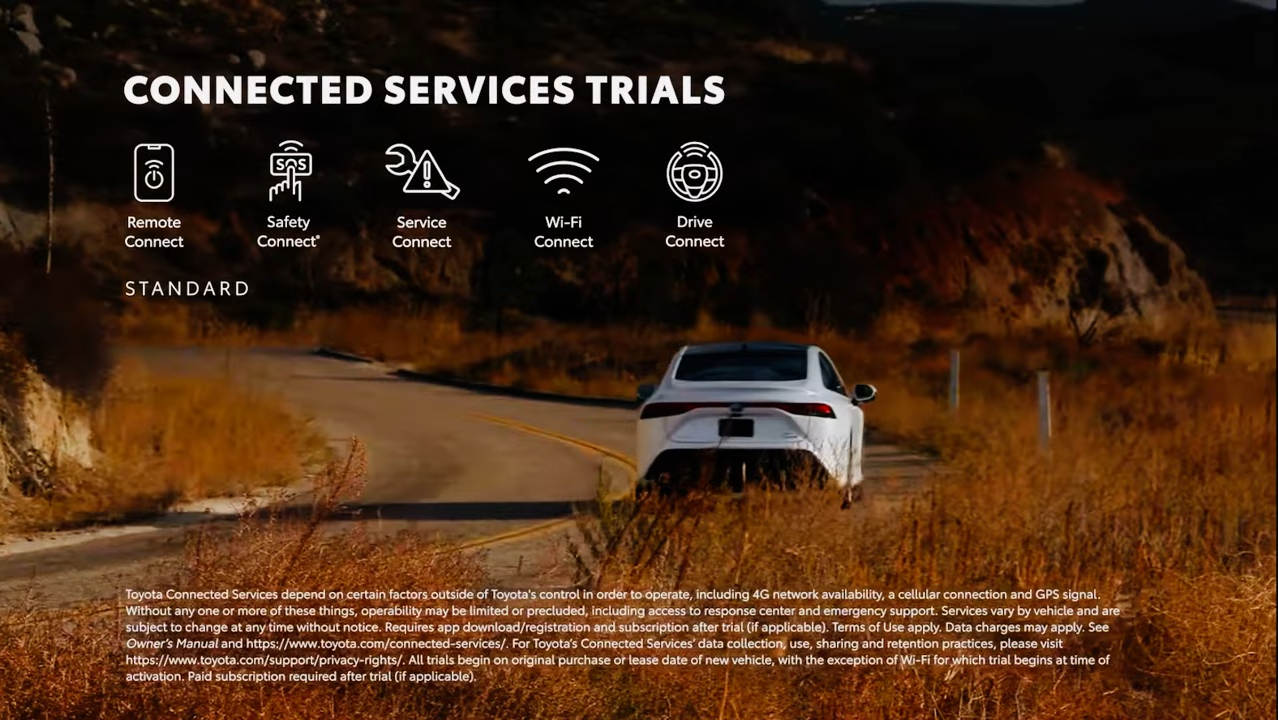 CONNECTED SERVICES TRIALS
SOS
Remote
Connect
Safety
Connect®
Service
Connect
Wi-Fi
Connect
Drive
Connect
STANDARD
Toyota Connected Services depend on certain factors outside of Toyota's control in order to operate, including 4G network availability, a cellular connection and GPS signal.
Without any one or more of these things, operability may be limited or precluded, including access to response center and emergency support. Services vary by vehicle and are
subject to change at any time without notice. Requires app download/registration and subscription after trial (if applicable). Terms of Use apply. Data charges may apply. See
Owner's Manual and https://www.toyota.com/connected-services/. For Toyota's Connected Services' data collection, use, sharing and retention practices, please visit
https://www.toyota.com/support/privacy-rights/. All trials begin on original purchase or lease date of new vehicle, with the exception of Wi-Fi for which trial begins at time of
activation. Paid subscription required after trial (if applicable).